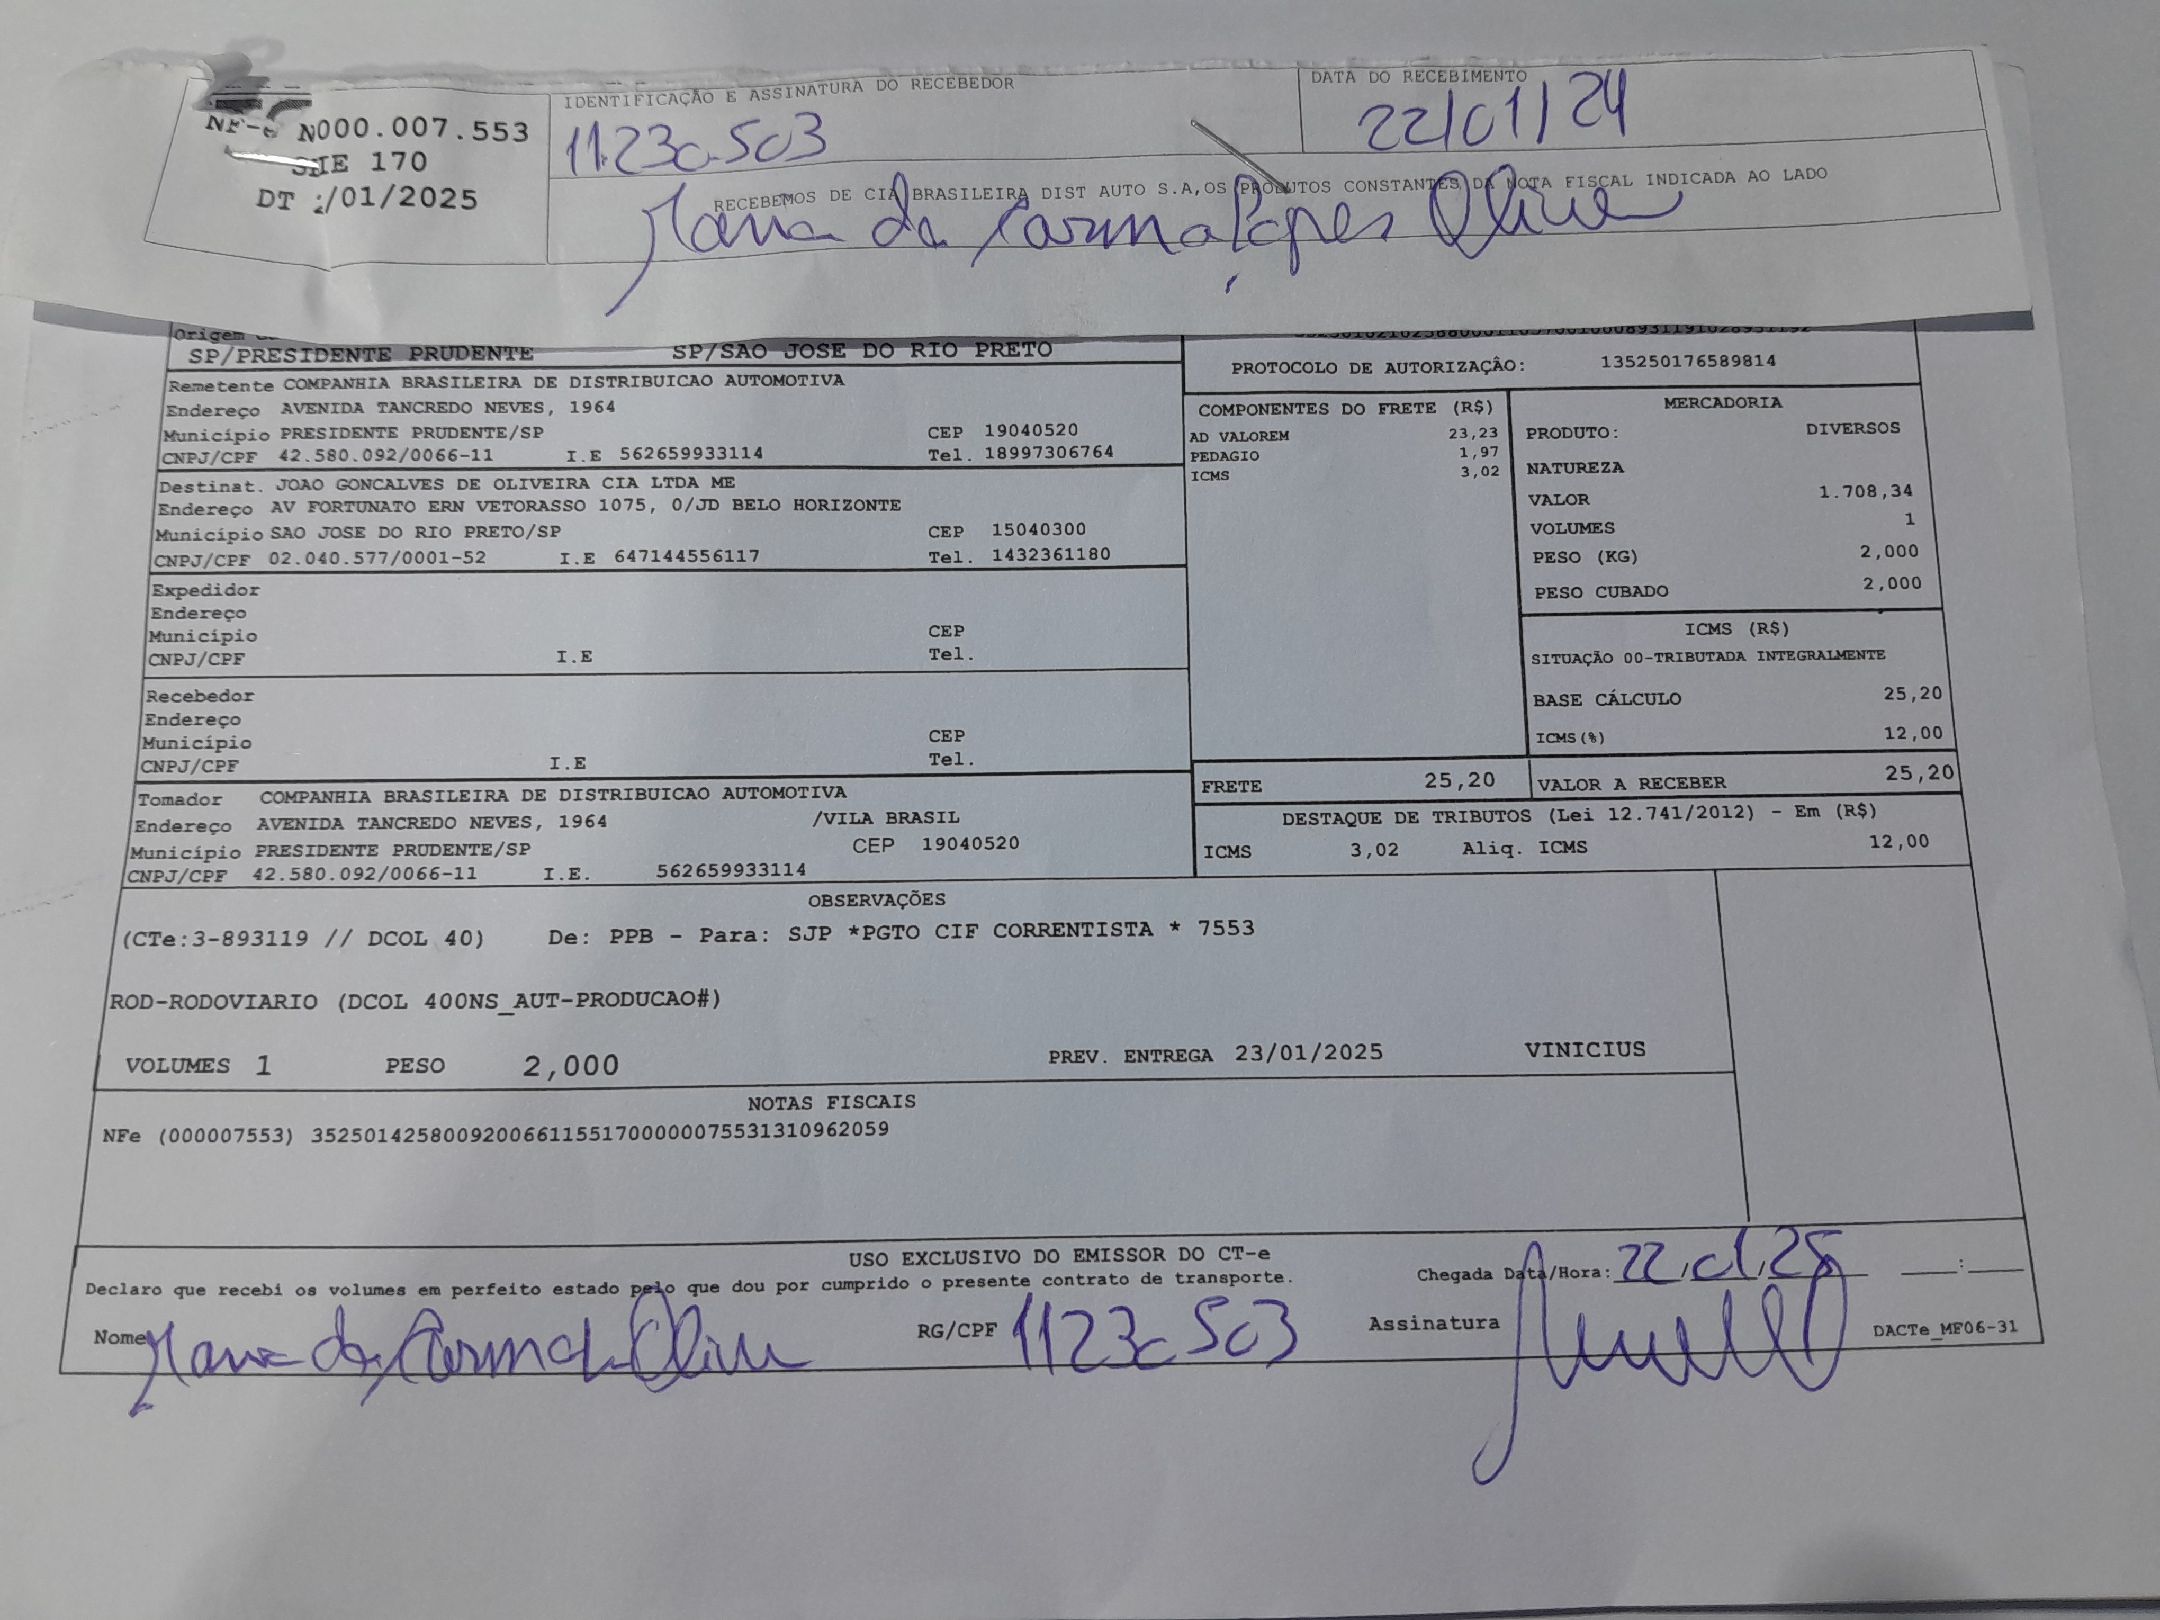 IDENTIFICAÇÃO E ASSINATURA DO RECEBEDOR
DATA DO RECEBIMENTO
NF-e N000.007.553
IE 170
DT /01/2025
1123c503
22/01/24
RECEBEMOS DE CIA BRASILEIRA DIST AUTO S.A,OS PRODUTOS CONSTANTES DA NOTA FISCAL INDICADA AO LADO
Maria do Carmo Lopes Olive
Origem
SP/PRESIDENTE PRUDENTE SP/SAO JOSE DO RIO PRETO
PROTOCOLO DE AUTORIZAÇÃO: 135250176589814
Remetente COMPANHIA BRASILEIRA DE DISTRIBUICAO AUTOMOTIVA
Endereço AVENIDA TANCREDO NEVES, 1964
Município PRESIDENTE PRUDENTE/SP CEP 19040520
CNPJ/CPF 42.580.092/0066-11 I.E 562659933114 Tel. 18997306764
Destinat. JOAO GONCALVES DE OLIVEIRA CIA LTDA ME
Endereço AV FORTUNATO ERN VETORASSO 1075, 0/JD BELO HORIZONTE
Município SAO JOSE DO RIO PRETO/SP CEP 15040300
CNPJ/CPF 02.040.577/0001-52 I.E 647144556117 Tel. 1432361180
Expedidor
Endereço
Município CEP
CNPJ/CPF I.E Tel.
Recebedor
Endereço
Município CEP
CNPJ/CPF I.E Tel.
Tomador COMPANHIA BRASILEIRA DE DISTRIBUICAO AUTOMOTIVA
Endereço AVENIDA TANCREDO NEVES, 1964 /VILA BRASIL
Município PRESIDENTE PRUDENTE/SP CEP 19040520
CNPJ/CPF 42.580.092/0066-11 I.E. 562659933114
COMPONENTES DO FRETE (R$)
AD VALOREM 23,23
PEDAGIO 1,97
ICMS 3,02
MERCADORIA
PRODUTO: DIVERSOS
NATUREZA
VALOR 1.708,34
VOLUMES 1
PESO (KG) 2,000
PESO CUBADO 2,000
ICMS (R$)
SITUAÇÃO 00-TRIBUTADA INTEGRALMENTE
BASE CÁLCULO 25,20
ICMS(%) 12,00
FRETE 25,20 VALOR A RECEBER 25,20
DESTAQUE DE TRIBUTOS (Lei 12.741/2012) - Em (R$)
ICMS 3,02 Aliq. ICMS 12,00
OBSERVAÇÕES
(CTe:3-893119 // DCOL 40) De: PPB - Para: SJP *PGTO CIF CORRENTISTA * 7553
ROD-RODOVIARIO (DCOL 400NS_AUT-PRODUCAO#)
VOLUMES 1 PESO 2,000 PREV. ENTREGA 23/01/2025 VINICIUS
NOTAS FISCAIS
NFe (000007553) 35250142580092006611551700000075531310962059
USO EXCLUSIVO DO EMISSOR DO CT-e
Declaro que recebi os volumes em perfeito estado pelo que dou por cumprido o presente contrato de transporte.
Chegada Data/Hora: 22/01/25 __:__
Nome Maria do Carmo Olive RG/CPF 1123c503 Assinatura
DACTe_MF06-31